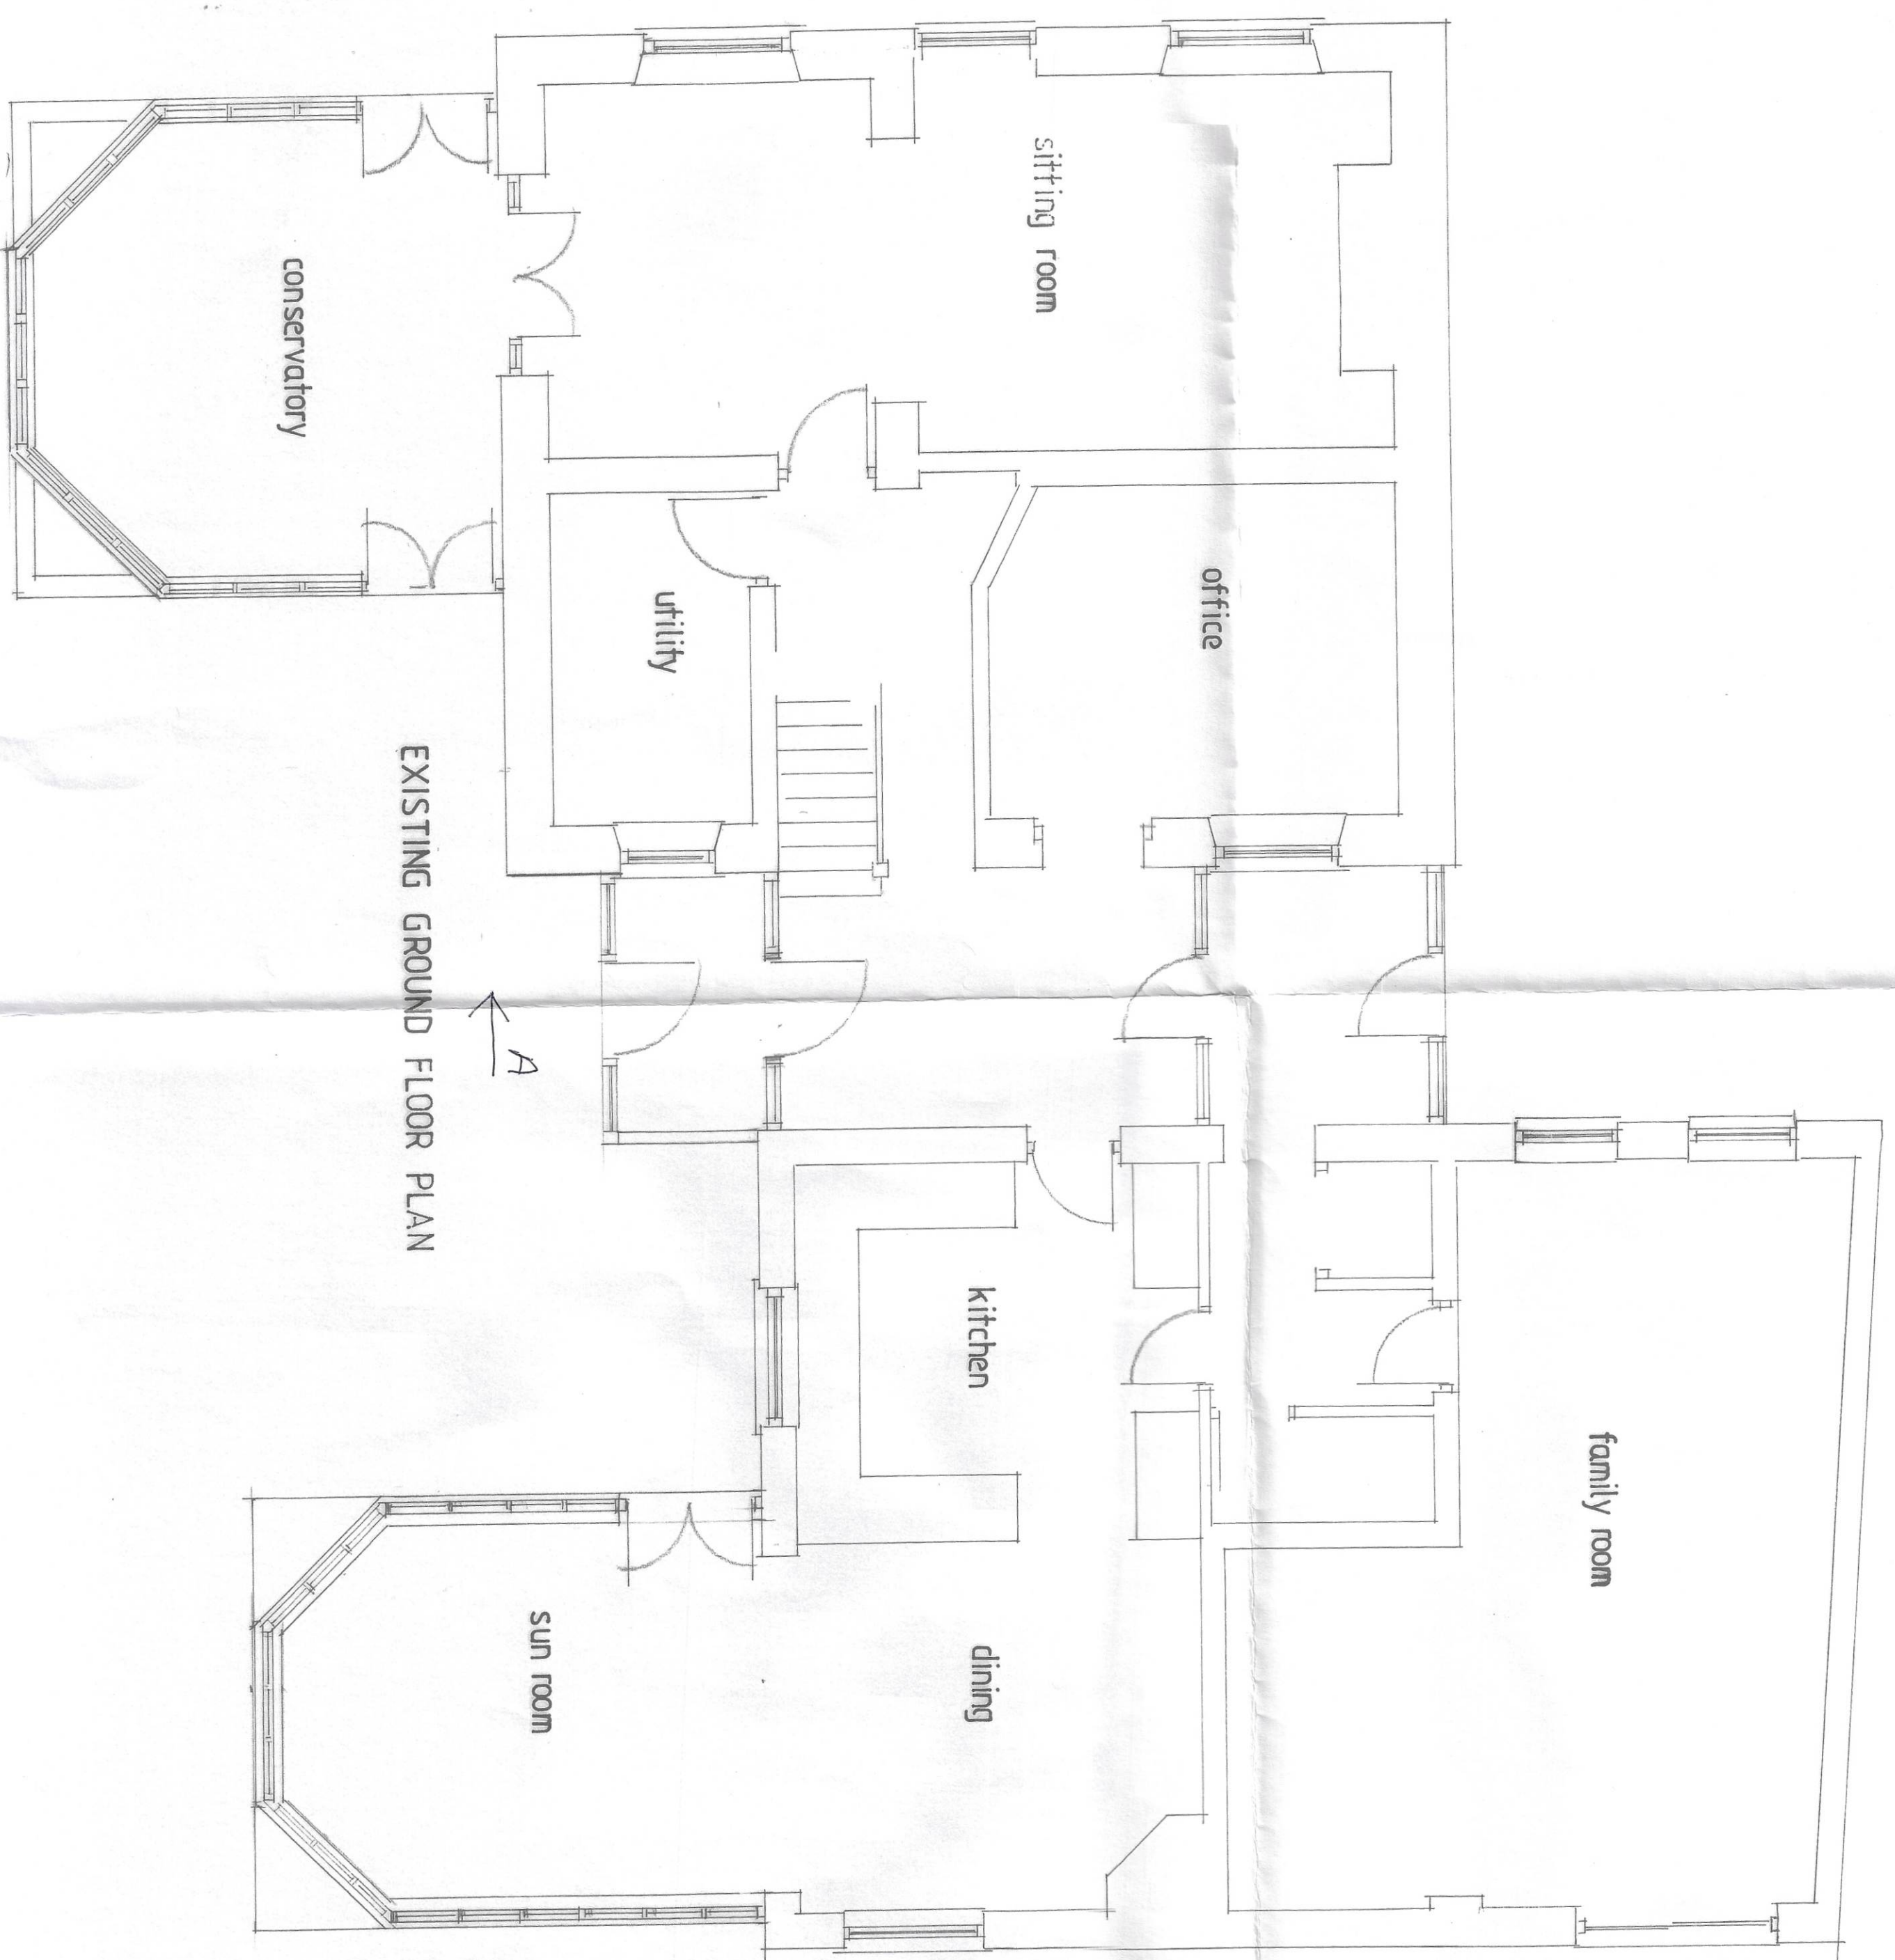 sitting room
office
family room
conservatory
utility
kitchen
dining
sun room
A
EXISTING GROUND FLOOR PLAN